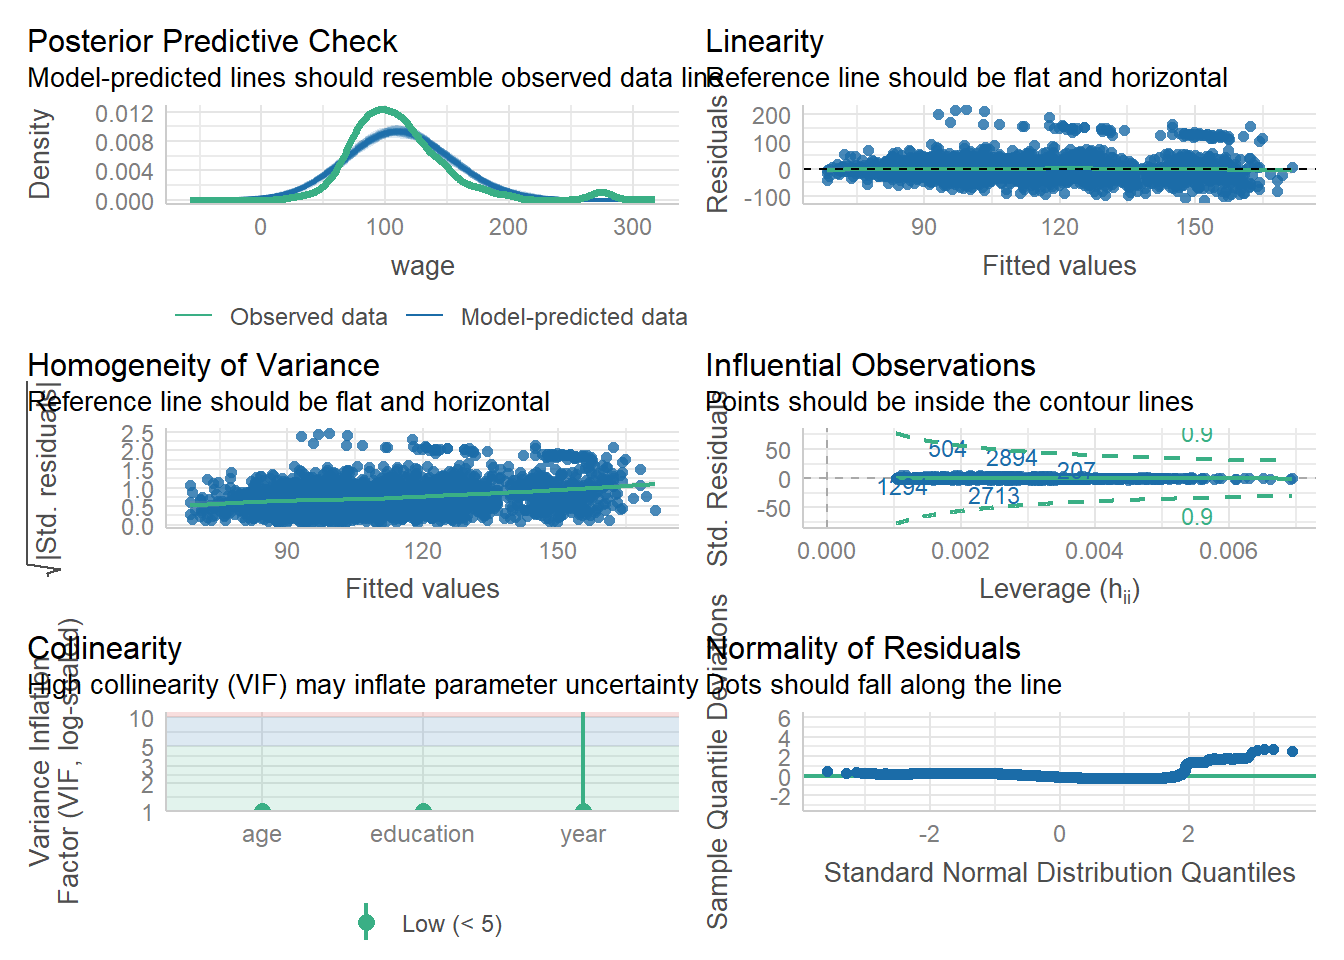 Posterior Predictive Check
Model-predicted lines should resemble observed data line
Density
0.012
0.008
0.004
0.000
0
100
200
300
wage
Observed data
Model-predicted data
Linearity
Reference line should be flat and horizontal
Residuals
200
100
0
-100
90
120
150
Fitted values
Homogeneity of Variance
Reference line should be flat and horizontal
√|Std. residuals|
2.5
2.0
1.5
1.0
0.5
0.0
90
120
150
Fitted values
Influential Observations
Points should be inside the contour lines
Std. Residuals
50
0
-50
0.9
504
2894
207
1294
2713
0.9
0.000
0.002
0.004
0.006
Leverage (hii)
Collinearity
High collinearity (VIF) may inflate parameter uncertainty
Variance Inflation
Factor (VIF, log-scaled)
10
5
3
2
1
age
education
year
Low (< 5)
Normality of Residuals
Dots should fall along the line
Sample Quantile Deviations
6
4
2
0
-2
-2
0
2
Standard Normal Distribution Quantiles